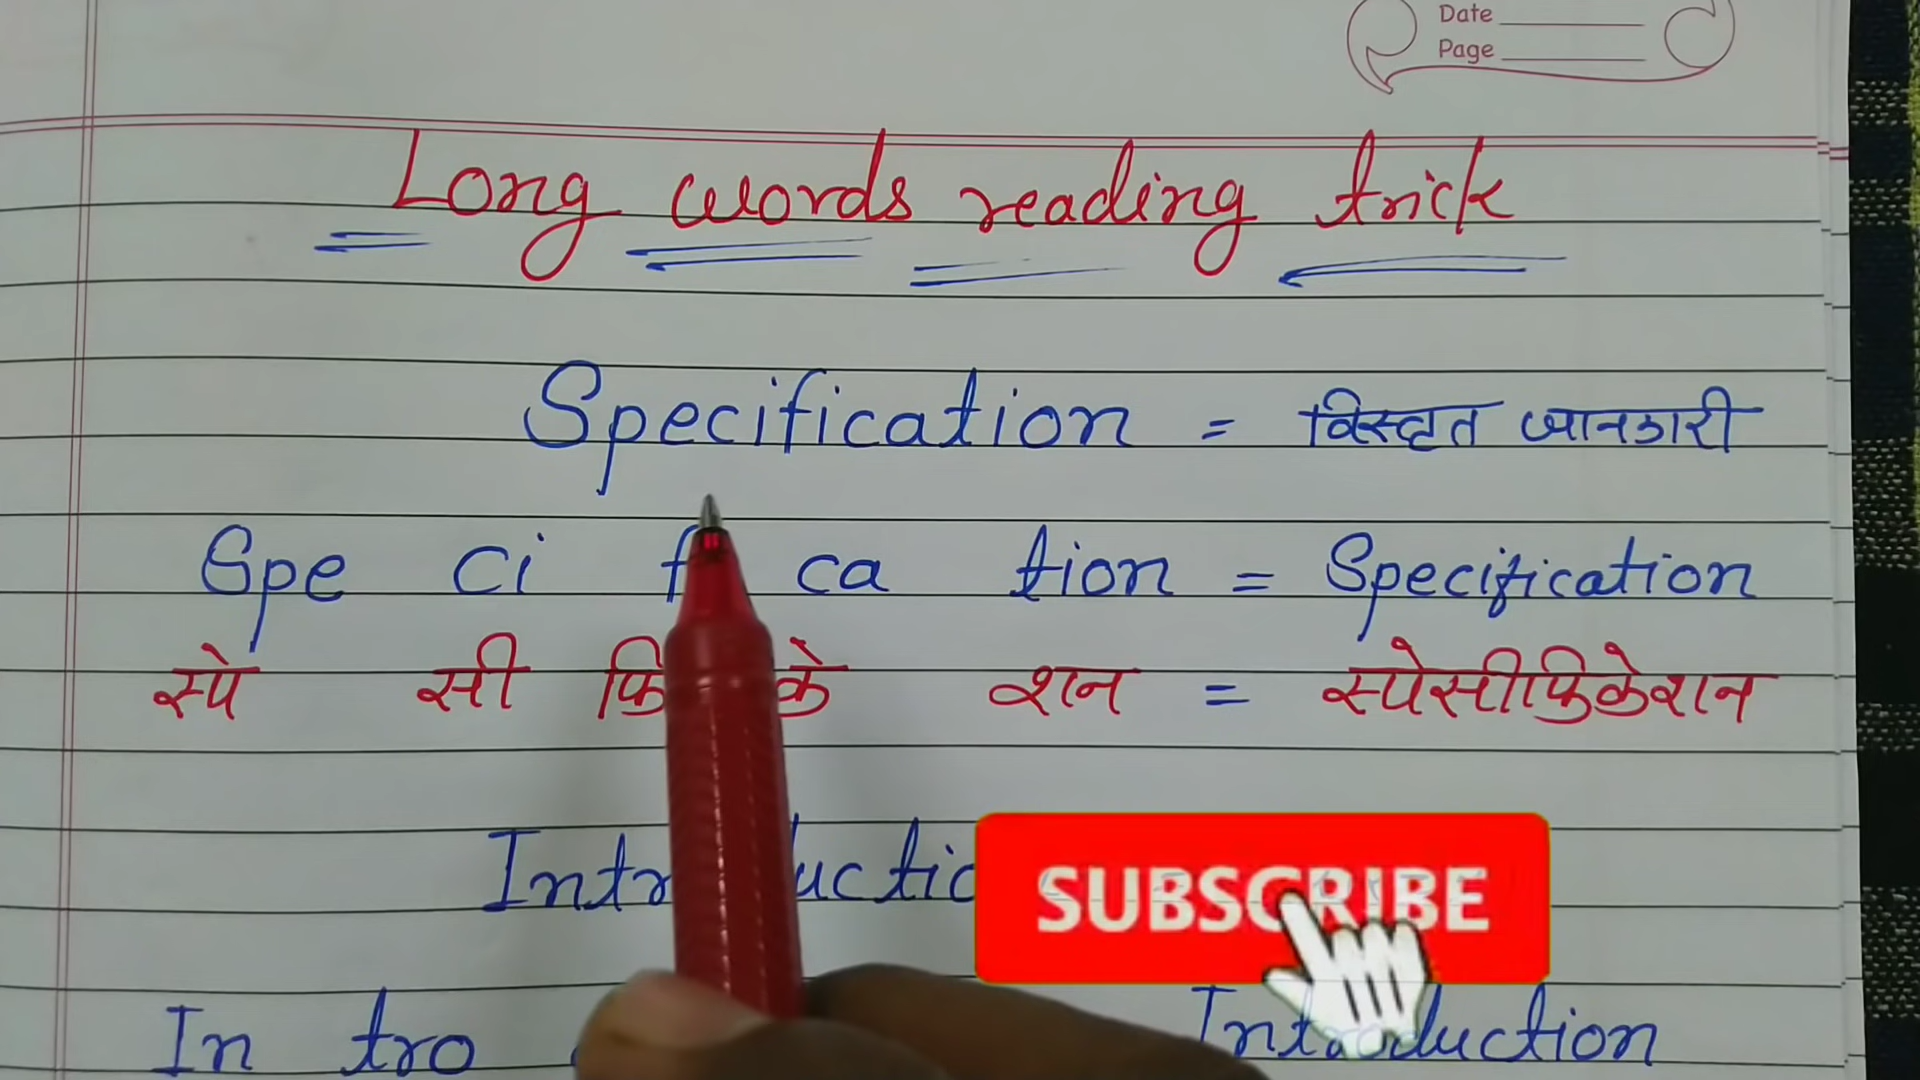 Date
Page
Long words reading trick
Specification = विस्तृत जानकारी
Spe ci f ca tion = Specification
स्पे सी फि के शन = स्पेसीफिकेशन
SUBSCRIBE
In tro Introduction